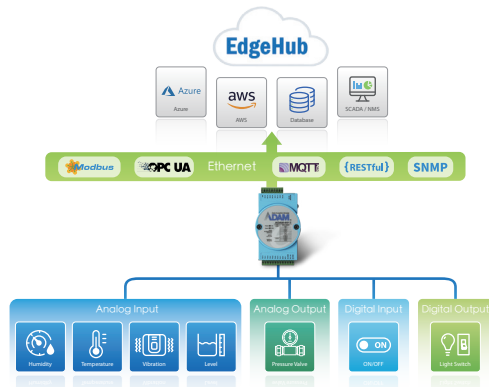 EdgeHub
Azure
Azure
aws
AWS
Database
SCADA / NMS
Modbus
OPC UA
Ethernet
MQTT
{RESTful}
SNMP
ADAM
Analog Input
Analog Output
Digital Input
Digital Output
Humidity
Temperature
Vibration
Level
Pressure Valve
ON
ON/OFF
Light Switch